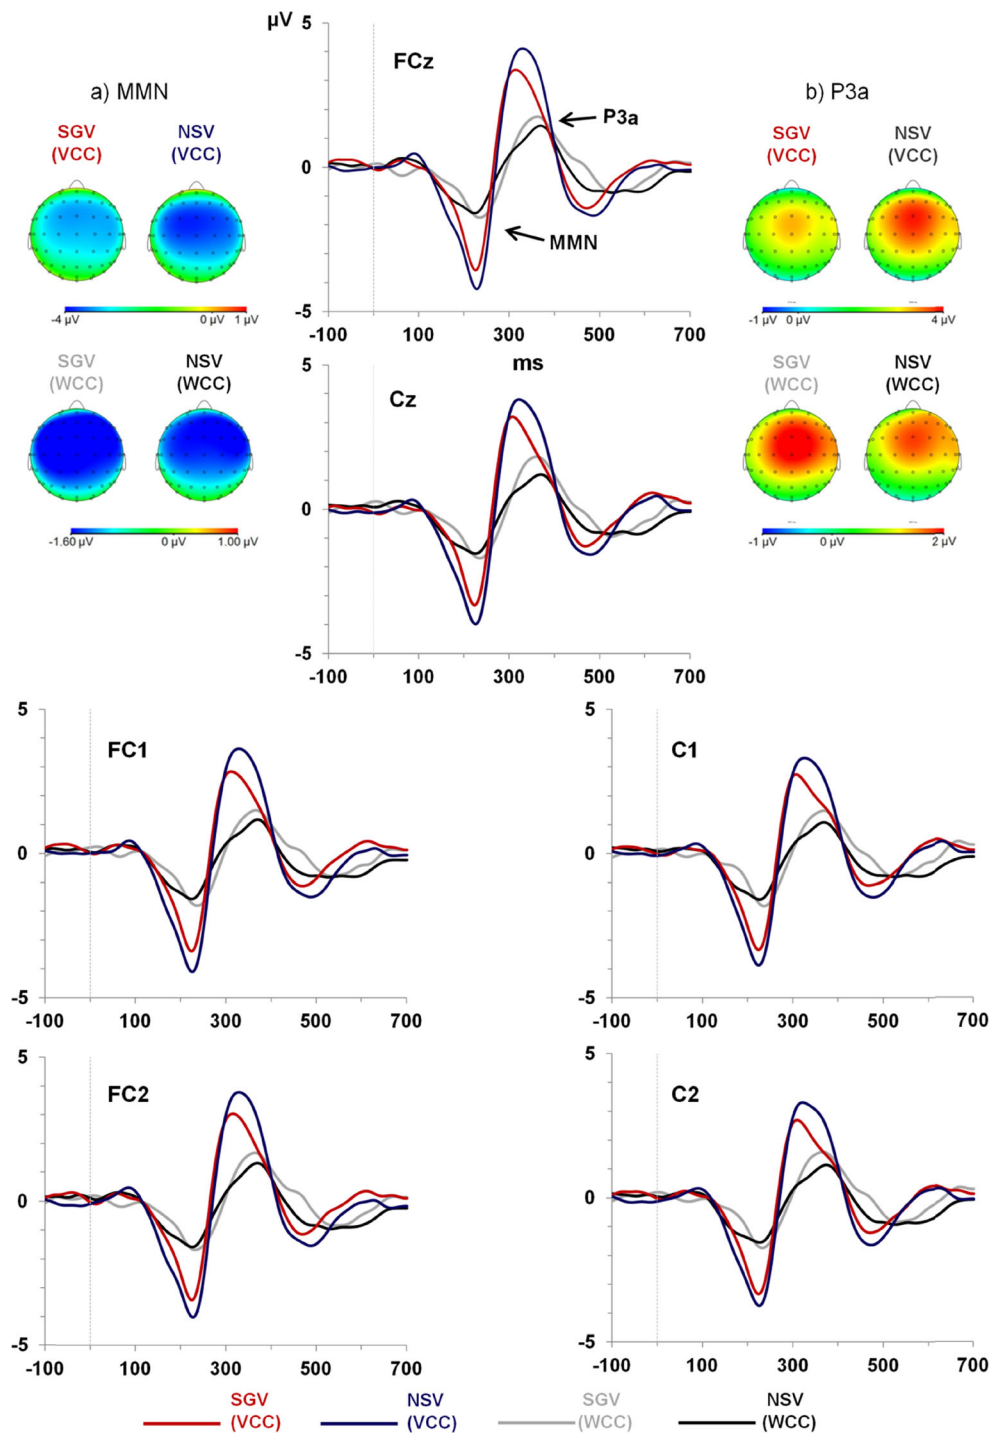 µV
5
FCz
P3a
0
MMN
-5
-100 100 300 500 700
ms
a) MMN
SGV NSV
(VCC) (VCC)
-4 µV 0 µV 1 µV
SGV NSV
(WCC) (WCC)
-1.60 µV 0 µV 1.00 µV
b) P3a
SGV NSV
(VCC) (VCC)
-1 µV 0 µV 4 µV
SGV NSV
(WCC) (WCC)
-1 µV 0 µV 2 µV
5
Cz
0
-5
-100 100 300 500 700
5
FC1
0
-5
-100 100 300 500 700
5
C1
0
-5
-100 100 300 500 700
5
FC2
0
-5
-100 100 300 500 700
5
C2
0
-5
-100 100 300 500 700
SGV NSV SGV NSV
(VCC) (VCC) (WCC) (WCC)